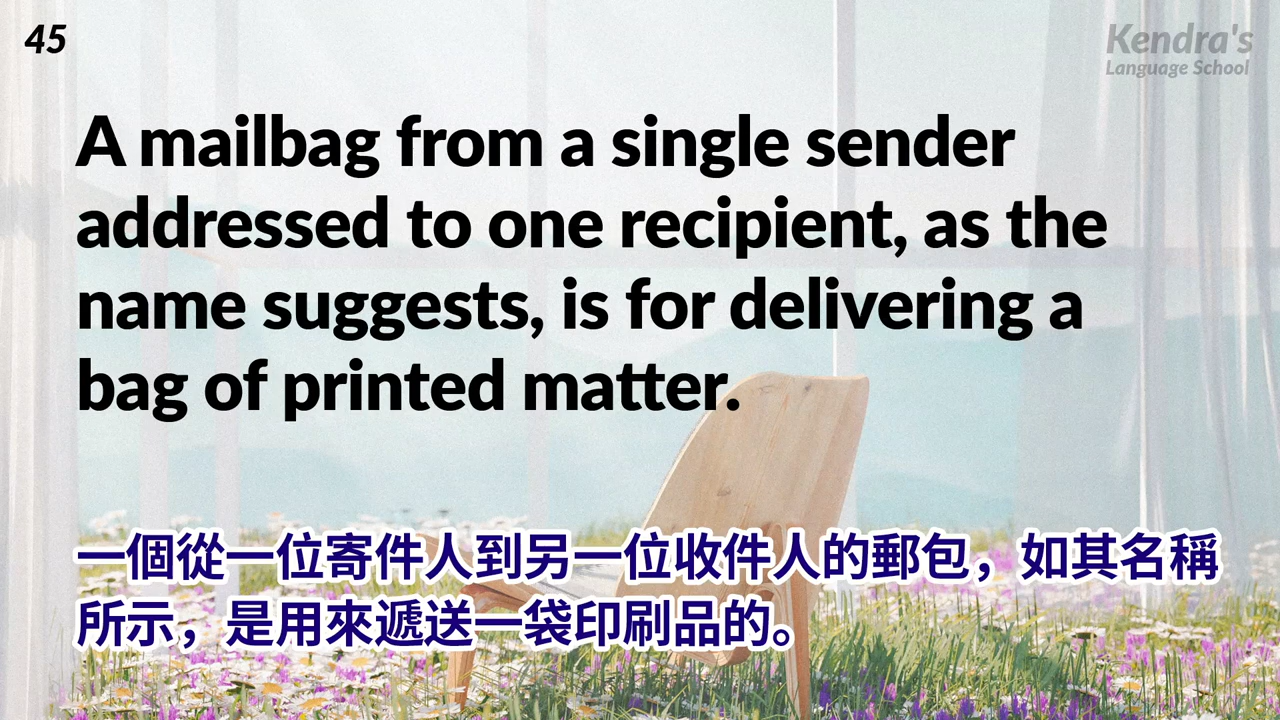 45
Kendra's
Language School
A mailbag from a single sender
addressed to one recipient, as the
name suggests, is for delivering a
bag of printed matter.
一個從一位寄件人到另一位收件人的郵包，如其名稱
所示，是用來遞送一袋印刷品的。